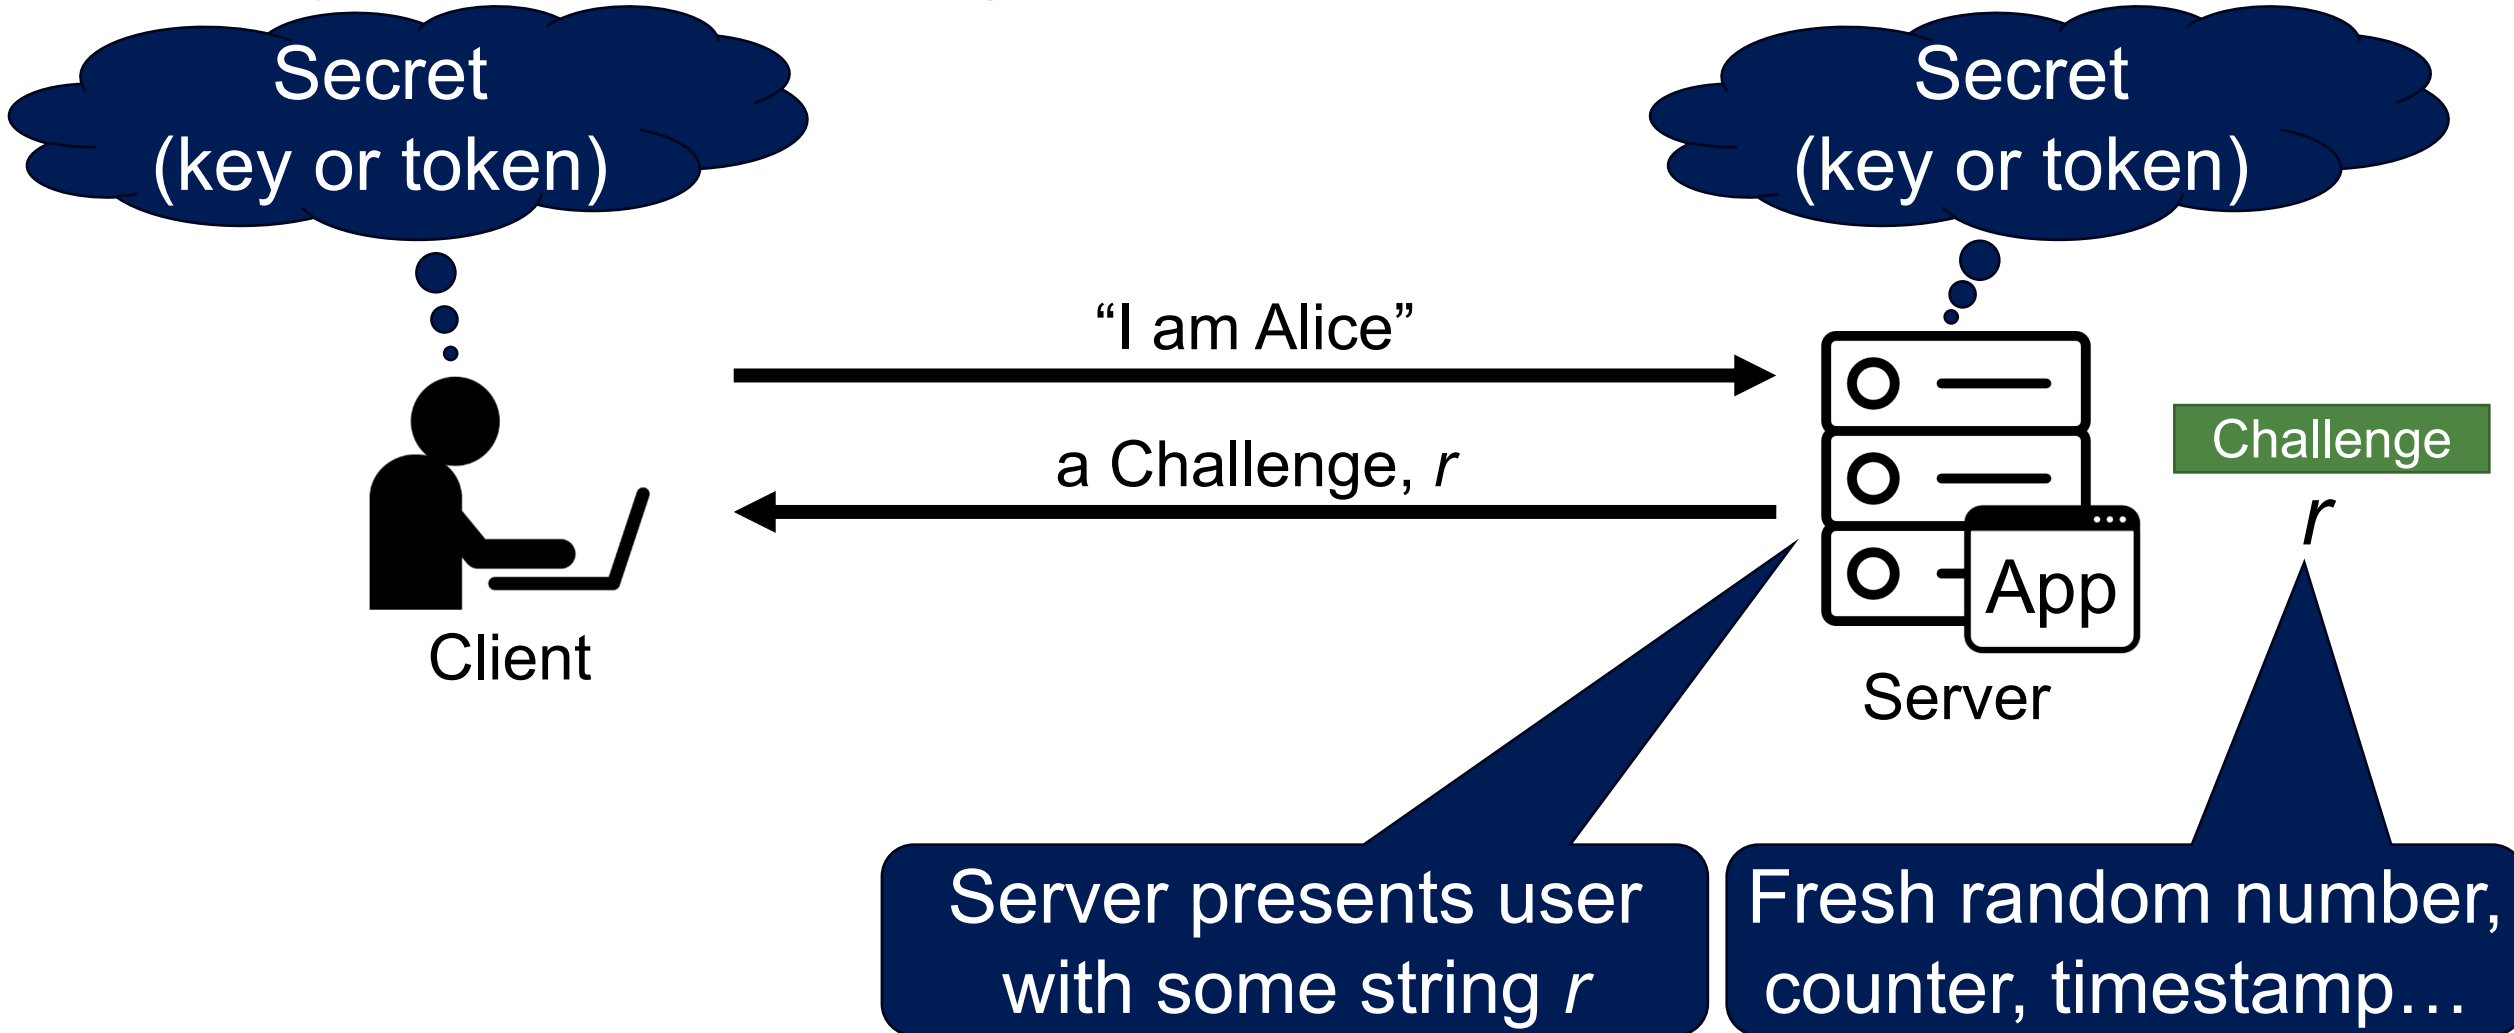 Secret
(key or token)
Secret
(key or token)
“I am Alice”
a Challenge, r
Challenge
r
App
Client
Server
Server presents user
with some string r
Fresh random number,
counter, timestamp…